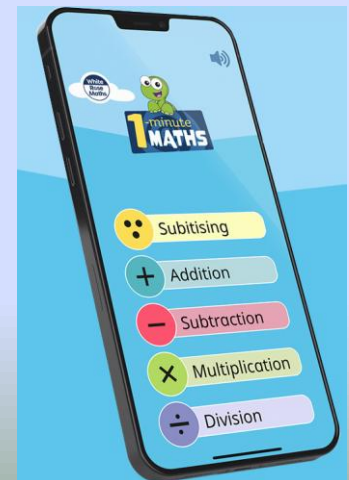 White
Rose
Maths
1-minute
MATHS
Subitising
+ Addition
− Subtraction
× Multiplication
÷ Division